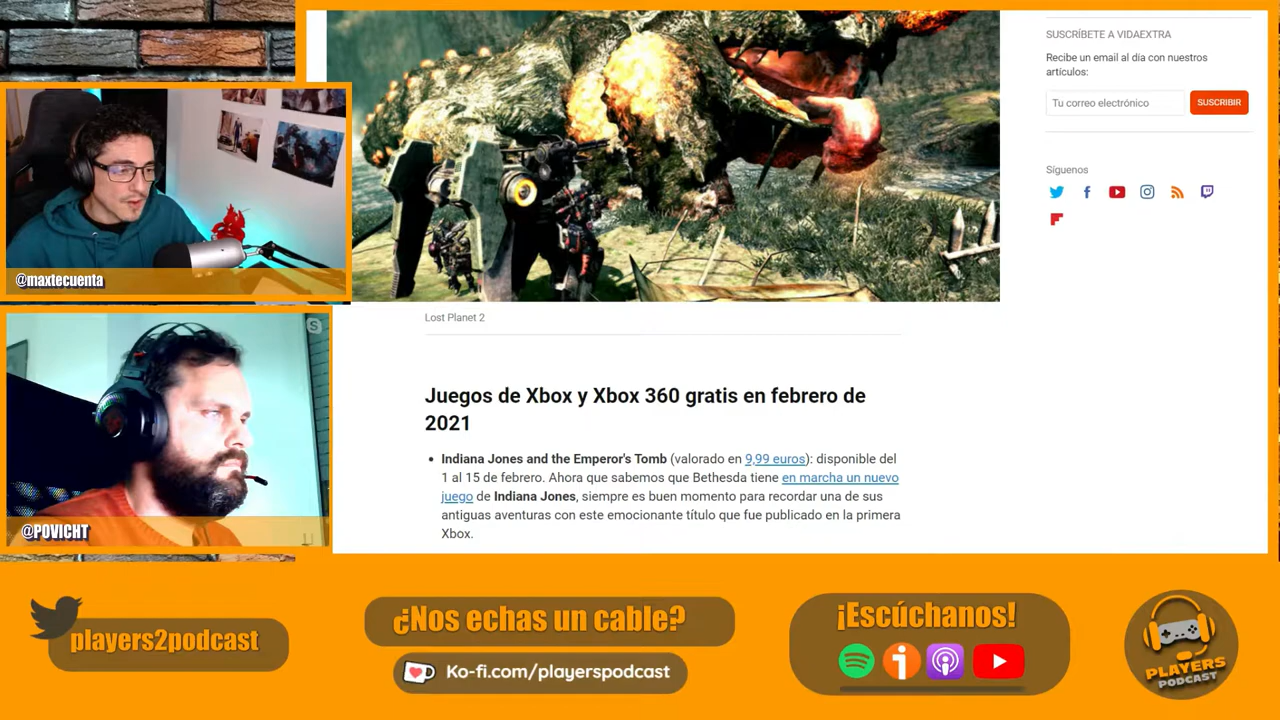 SUSCRÍBETE A VIDAEXTRA
Recibe un email al día con nuestros
artículos:
Tu correo electrónico
SUSCRIBIR
Síguenos
@maxtecuenta
Lost Planet 2
Juegos de Xbox y Xbox 360 gratis en febrero de
2021
Indiana Jones and the Emperor's Tomb (valorado en 9,99 euros): disponible del
1 al 15 de febrero. Ahora que sabemos que Bethesda tiene en marcha un nuevo
juego de Indiana Jones, siempre es buen momento para recordar una de sus
antiguas aventuras con este emocionante título que fue publicado en la primera
Xbox.
@POVICHT
players2podcast
¿Nos echas un cable?
Ko-fi.com/playerspodcast
¡Escúchanos!
PLAYERS
PODCAST